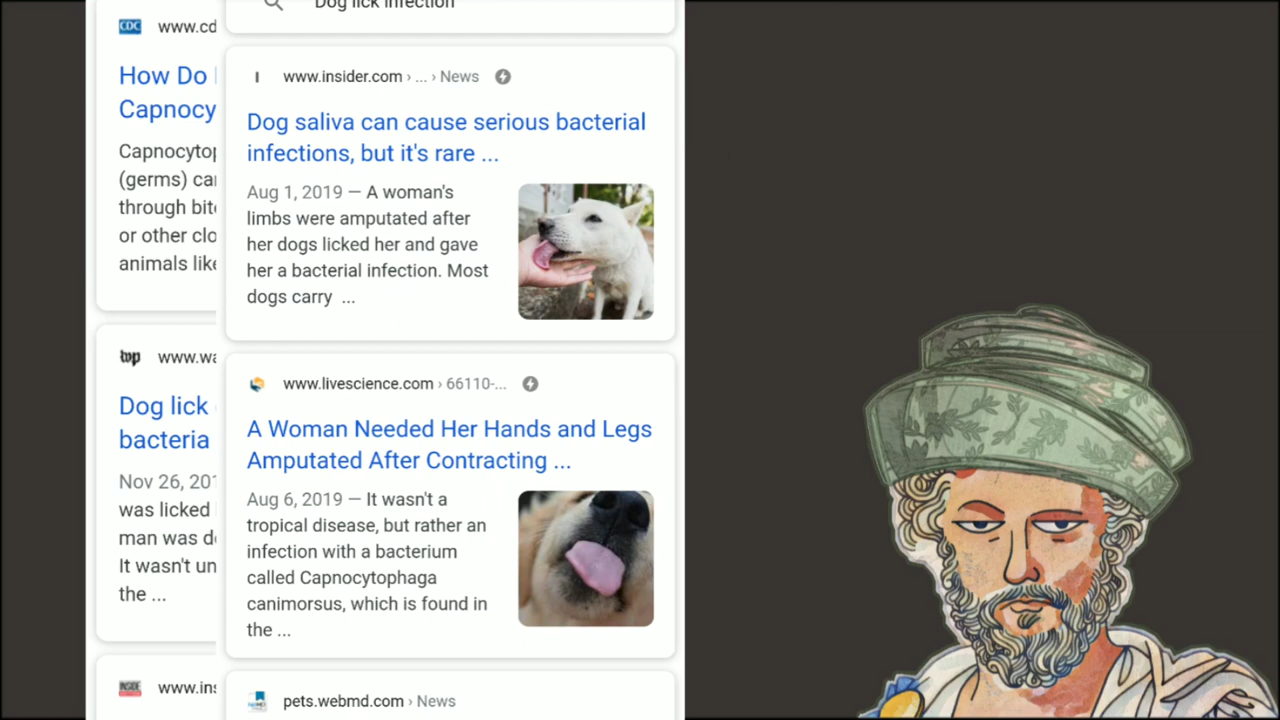 CDC www.cd
How Do
Capnocy
Capnocytop
(germs) ca
through bit
or other clo
animals like
wp www.wa
Dog lick
bacteria
Nov 26, 201
was licked
man was d
It wasn't un
the ...
INSIDE www.ins
Dog lick infection
www.insider.com › ... › News
Dog saliva can cause serious bacterial
infections, but it's rare ...
Aug 1, 2019 — A woman's
limbs were amputated after
her dogs licked her and gave
her a bacterial infection. Most
dogs carry ...
www.livescience.com › 66110-...
A Woman Needed Her Hands and Legs
Amputated After Contracting ...
Aug 6, 2019 — It wasn't a
tropical disease, but rather an
infection with a bacterium
called Capnocytophaga
canimorsus, which is found in
the ...
pets.webmd.com › News